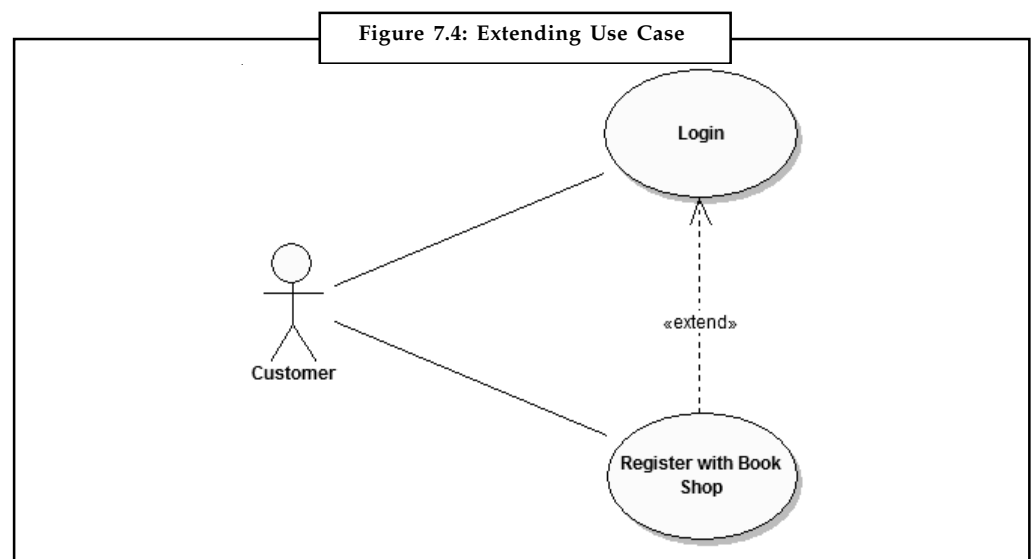 Figure 7.4: Extending Use Case
Login
«extend»
Customer
Register with Book
Shop